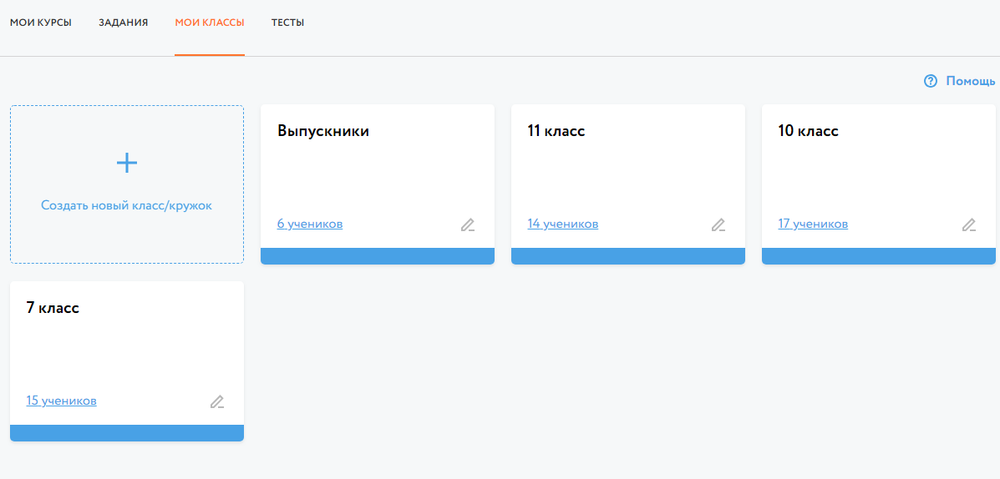 МОИ КУРСЫ ЗАДАНИЯ МОИ КЛАССЫ ТЕСТЫ
Помощь
Создать новый класс/кружок
Выпускники
6 учеников
11 класс
14 учеников
10 класс
17 учеников
7 класс
15 учеников